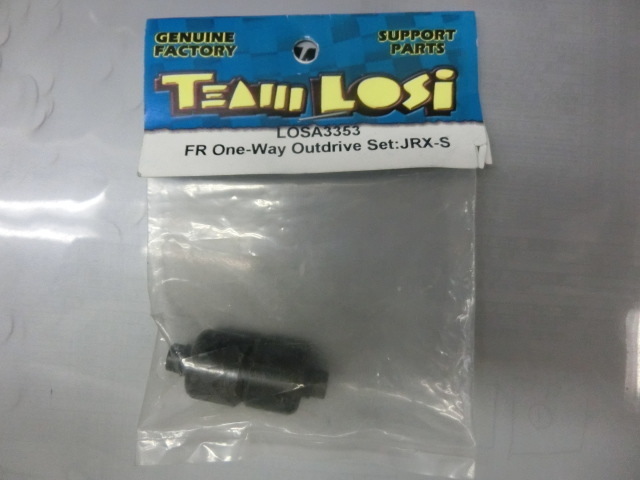 GENUINE FACTORY
SUPPORT PARTS
TEAM LOSI
LOSA3353
FR One-Way Outdrive Set:JRX-S